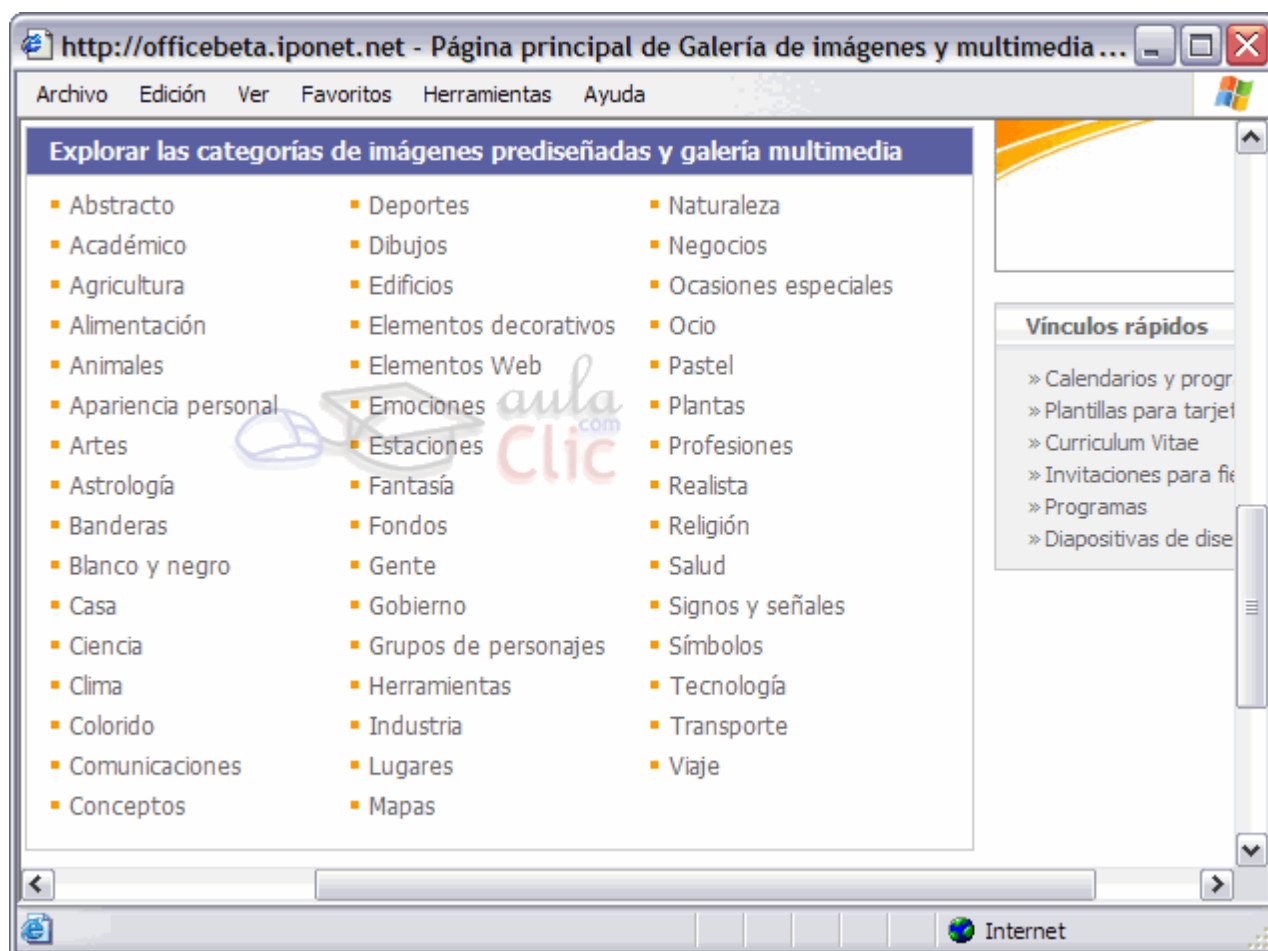 http://officebeta.iponet.net - Página principal de Galería de imágenes y multimedia ...
Archivo Edición Ver Favoritos Herramientas Ayuda
Explorar las categorías de imágenes prediseñadas y galería multimedia
Abstracto
Académico
Agricultura
Alimentación
Animales
Apariencia personal
Artes
Astrología
Banderas
Blanco y negro
Casa
Ciencia
Clima
Colorido
Comunicaciones
Conceptos
Deportes
Dibujos
Edificios
Elementos decorativos
Elementos Web
Emociones
Estaciones
Fantasía
Fondos
Gente
Gobierno
Grupos de personajes
Herramientas
Industria
Lugares
Mapas
Naturaleza
Negocios
Ocasiones especiales
Ocio
Pastel
Plantas
Profesiones
Realista
Religión
Salud
Signos y señales
Símbolos
Tecnología
Transporte
Viaje
aula
.com
Clic
Vínculos rápidos
» Calendarios y progr
» Plantillas para tarjet
» Curriculum Vitae
» Invitaciones para fie
» Programas
» Diapositivas de dise
Internet